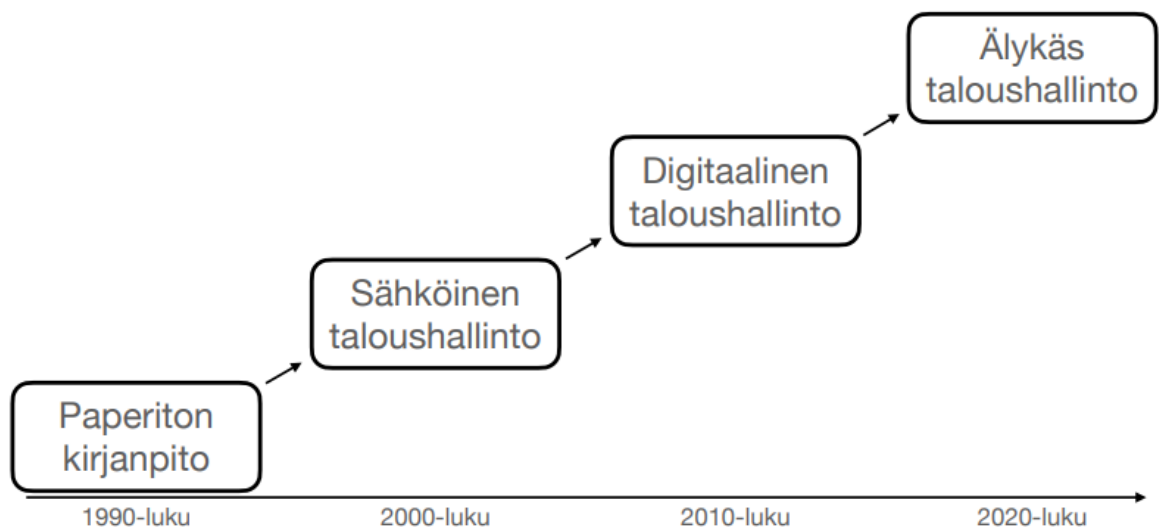 Älykäs
taloushallinto
Digitaalinen
taloushallinto
Sähköinen
taloushallinto
Paperiton
kirjanpito
1990-luku
2000-luku
2010-luku
2020-luku